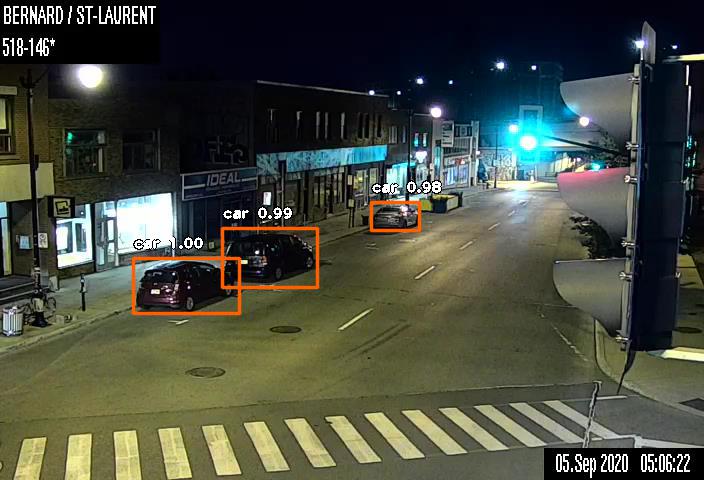 BERNARD / ST-LAURENT
518-146*
car 0.98
car 0.99
car 1.00
IDEAL
05.Sep 2020 05:06:22